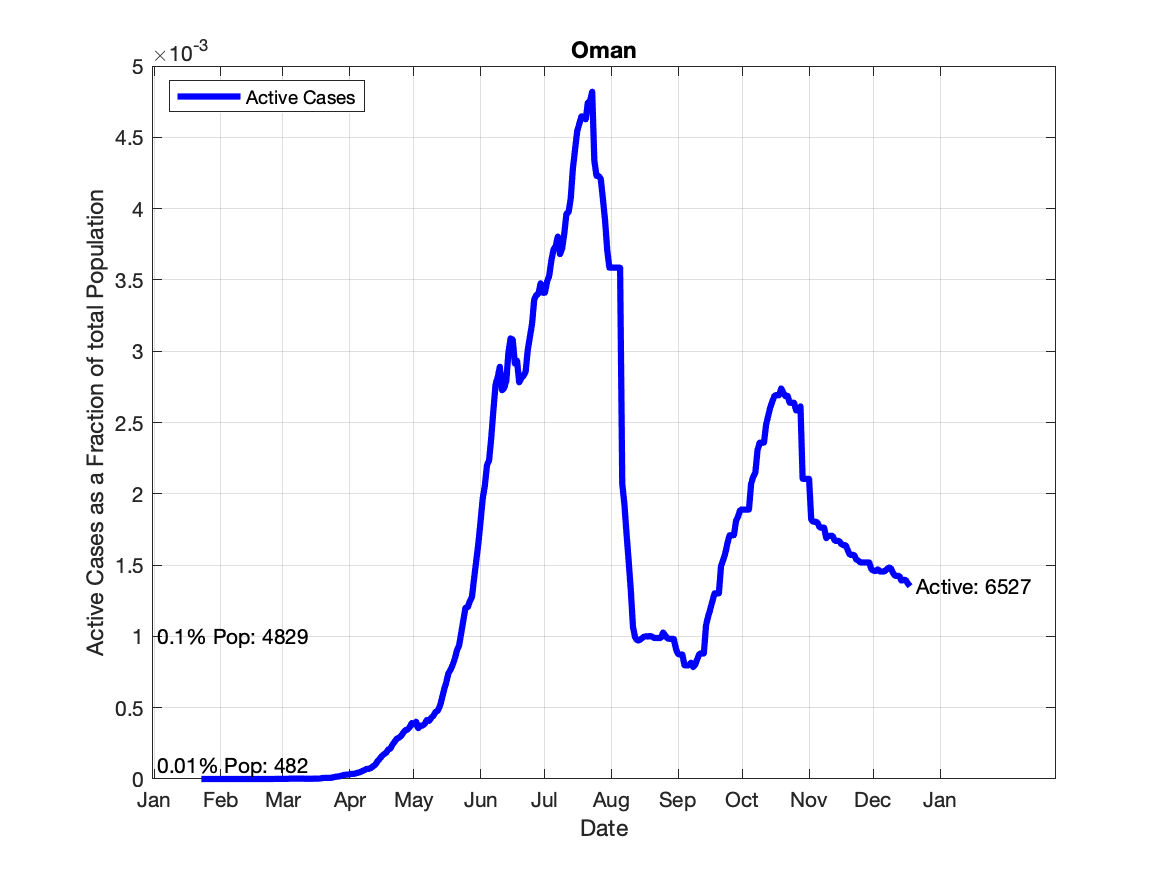 Oman
×10-3
Active Cases
5
4.5
4
3.5
3
2.5
2
1.5
1
0.5
0
Active Cases as a Fraction of total Population
0.1% Pop: 4829
0.01% Pop: 482
Active: 6527
Jan Feb Mar Apr May Jun Jul Aug Sep Oct Nov Dec Jan
Date